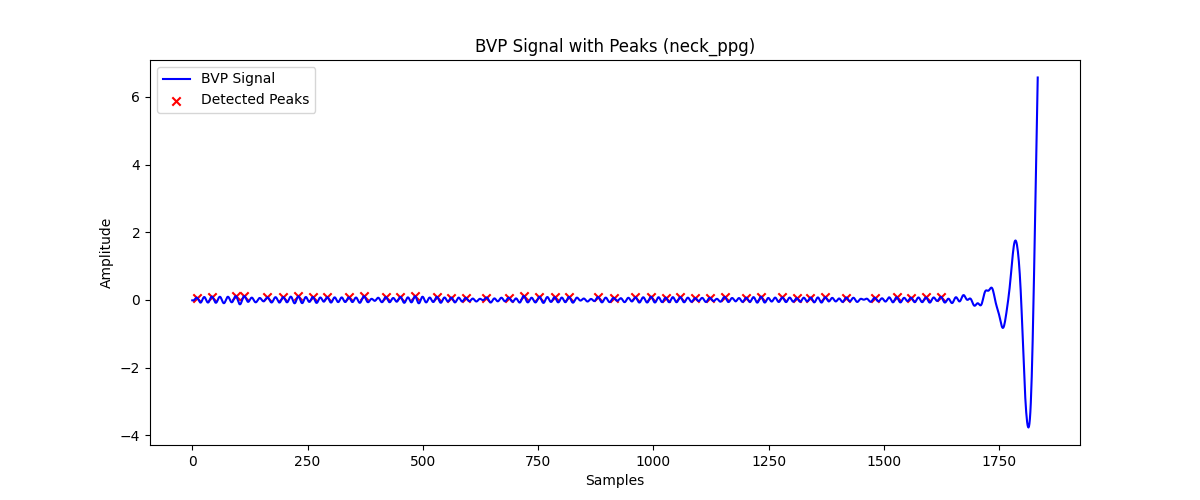 BVP Signal with Peaks (neck_ppg)
BVP Signal
Detected Peaks
Amplitude
6
4
2
0
−2
−4
0 250 500 750 1000 1250 1500 1750
Samples